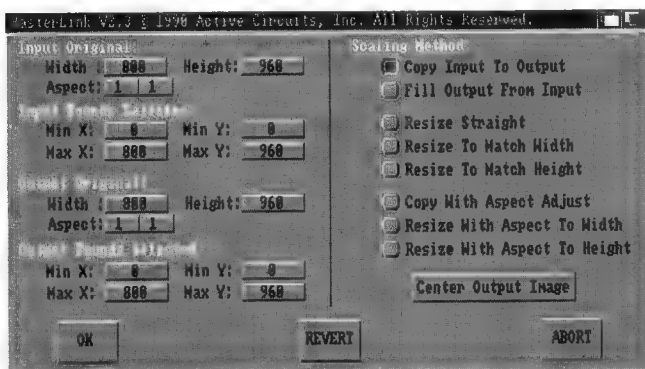 MasterLink V2.3 1990 Active Circuits, Inc. All Rights Reserved.
Input Original:
Width : 800 Height: 960
Aspect: 1 1
Min X: 0 Min Y: 0
Max X: 800 Max Y: 960
Width : 800 Height: 960
Aspect: 1 1
Min X: 0 Min Y: 0
Max X: 800 Max Y: 960
Scaling Method
Copy Input To Output
Fill Output From Input
Resize Straight
Resize To Match Width
Resize To Match Height
Copy With Aspect Adjust
Resize With Aspect To Width
Resize With Aspect To Height
Center Output Image
OK
REVERT
ABORT